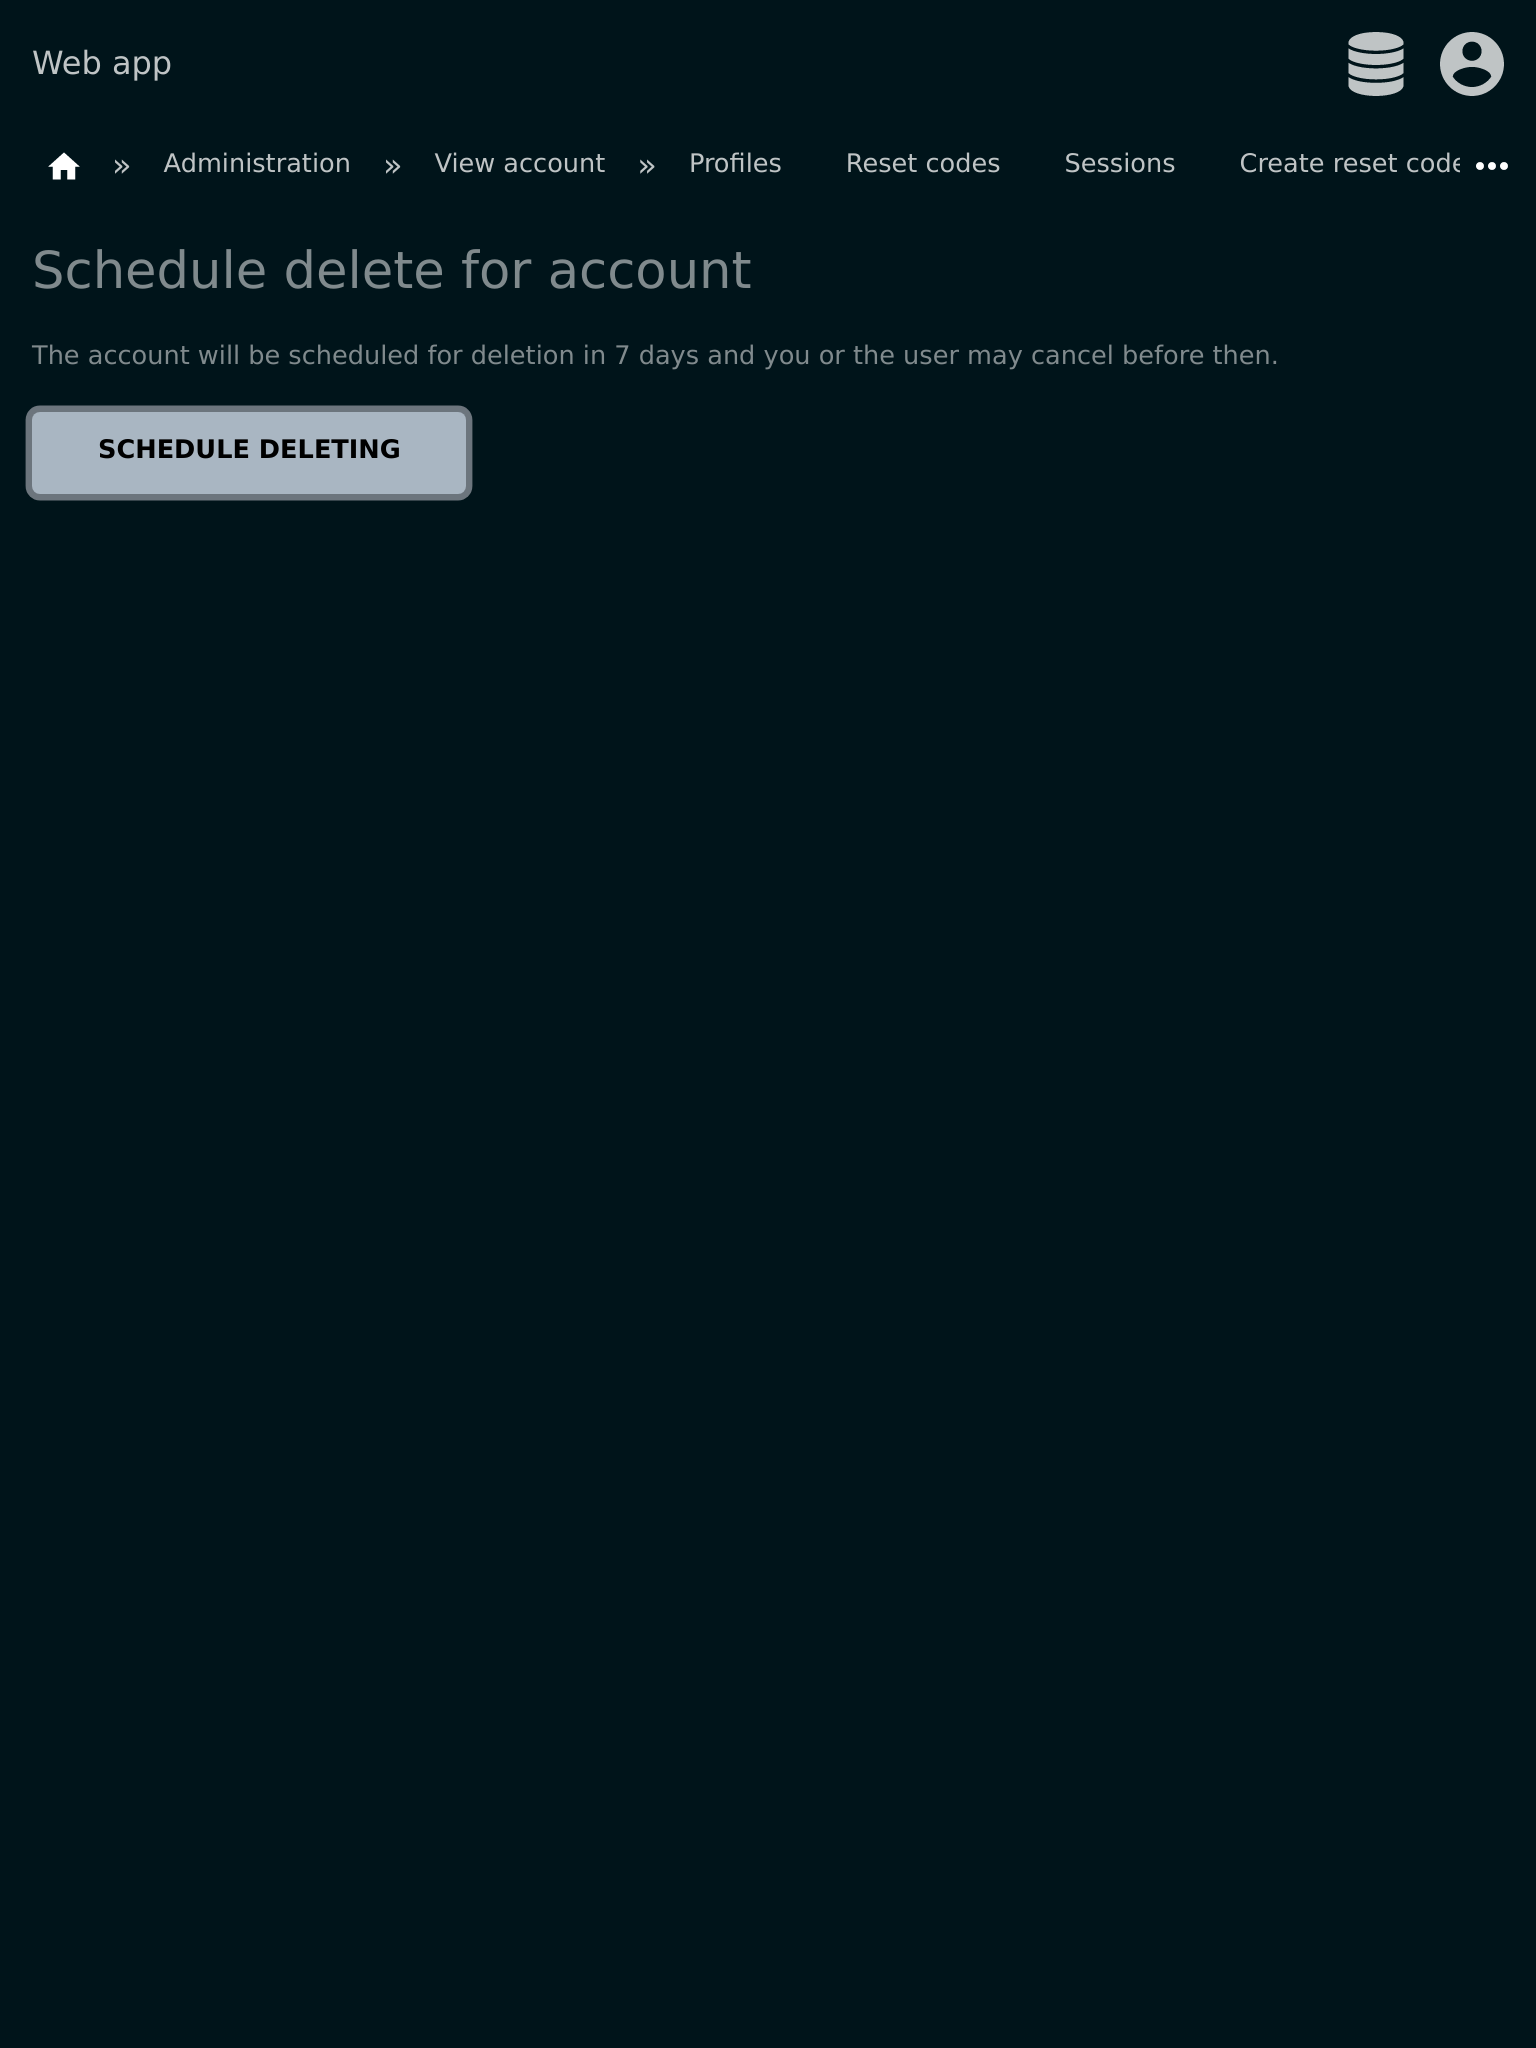 Web app
» Administration » View account » Profiles Reset codes Sessions Create reset code •••
Schedule delete for account
The account will be scheduled for deletion in 7 days and you or the user may cancel before then.
SCHEDULE DELETING